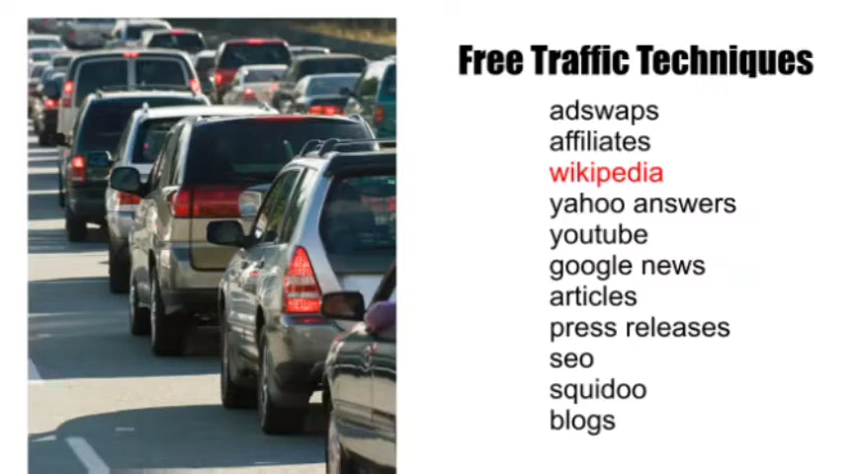 Free Traffic Techniques
adswaps
affiliates
wikipedia
yahoo answers
youtube
google news
articles
press releases
seo
squidoo
blogs